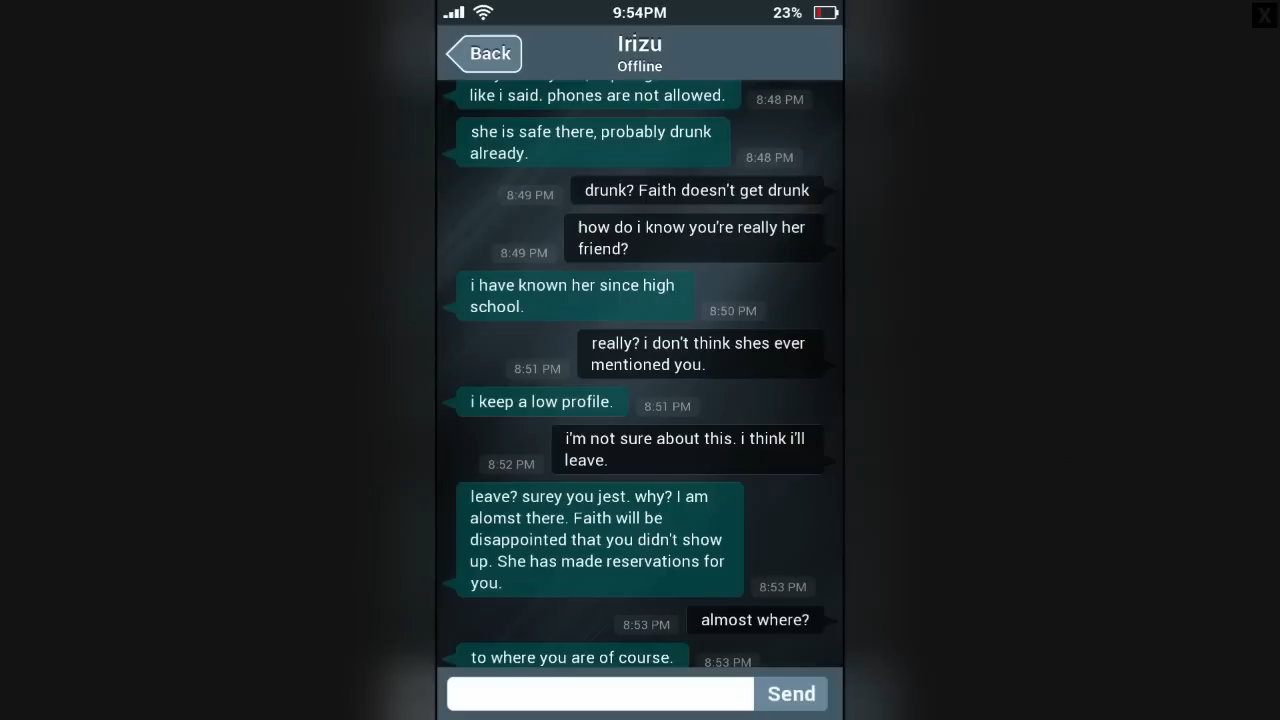 9:54PM
23%
X
Back
Irizu
Offline
like i said. phones are not allowed.
8:48 PM
she is safe there, probably drunk
already.
8:48 PM
drunk? Faith doesn't get drunk
8:49 PM
how do i know you're really her
friend?
8:49 PM
i have known her since high
school.
8:50 PM
really? i don't think shes ever
mentioned you.
8:51 PM
i keep a low profile.
8:51 PM
i'm not sure about this. i think i'll
leave.
8:52 PM
leave? surey you jest. why? I am
alomst there. Faith will be
disappointed that you didn't show
up. She has made reservations for
you.
8:53 PM
almost where?
8:53 PM
to where you are of course.
8:53 PM
Send